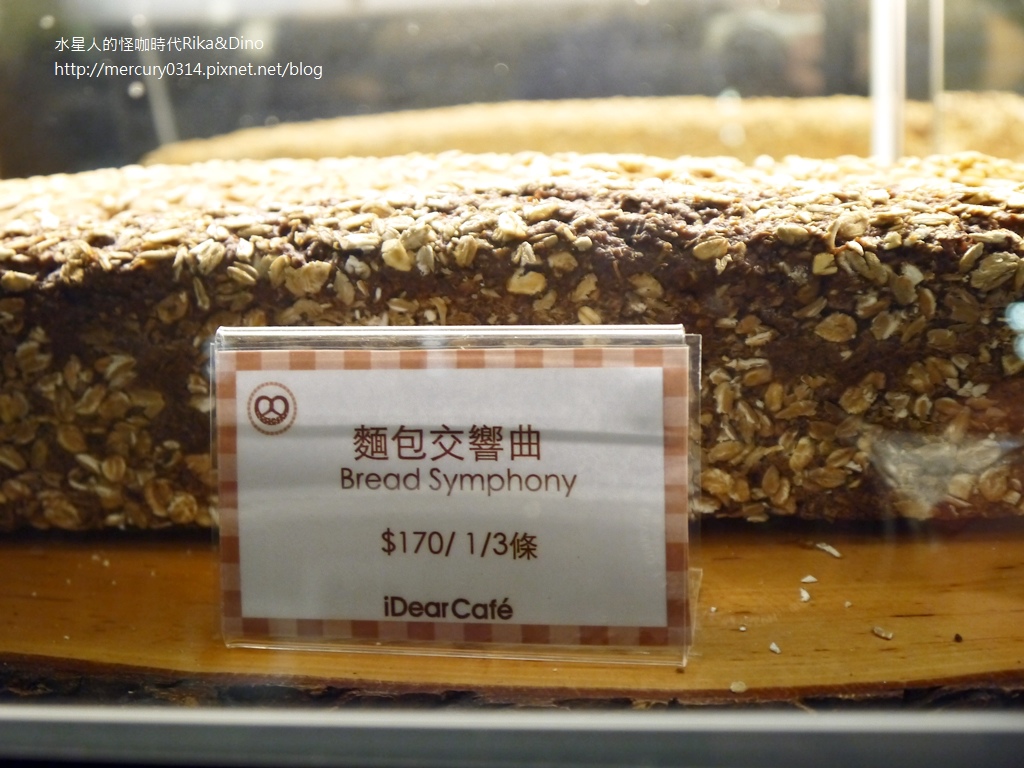 水星人的怪咖時代Rika&Dino
http://mercury0314.pixnet.net/blog
麵包交響曲
Bread Symphony
$170/ 1/3條
iDear Café